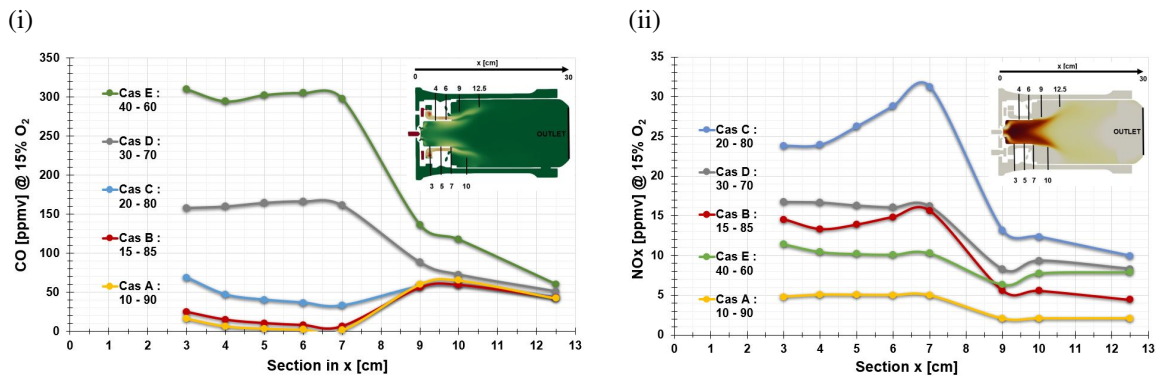 (i)
CO [ppmv] @ 15% O₂
350
300
250
200
150
100
50
0
Cas E :
40 - 60
Cas D :
30 - 70
Cas C :
20 - 80
Cas B :
15 - 85
Cas A :
10 - 90
x [cm]
0 30
4 6 9 12.5
OUTLET
3 5 7 10
0 1 2 3 4 5 6 7 8 9 10 11 12 13
Section in x [cm]
(ii)
NOx [ppmv] @ 15% O₂
35
30
25
20
15
10
5
0
Cas C :
20 - 80
Cas D :
30 - 70
Cas B :
15 - 85
Cas E :
40 - 60
Cas A :
10 - 90
x [cm]
0 30
4 6 9 12.5
OUTLET
3 5 7 10
0 1 2 3 4 5 6 7 8 9 10 11 12 13
Section x [cm]